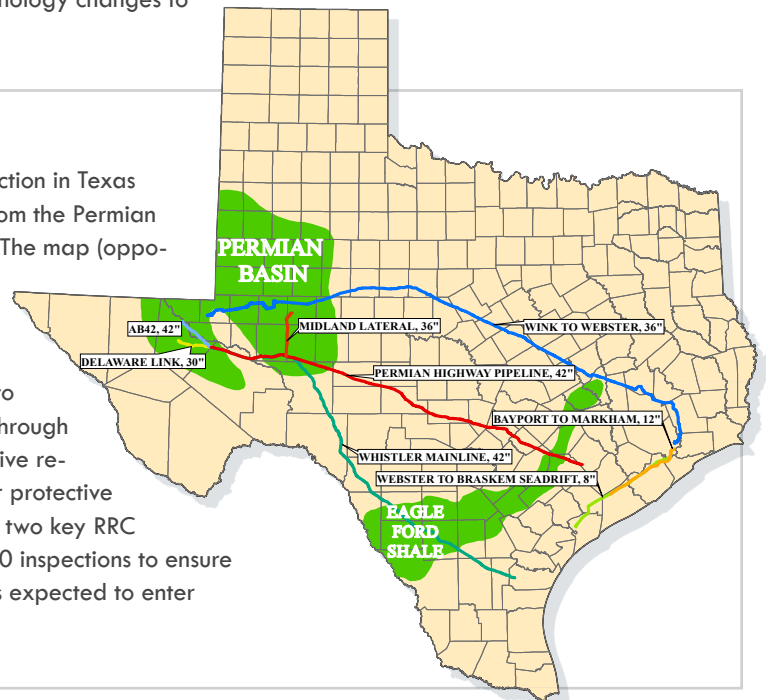 nology changes to
ction in Texas
om the Permian
The map (oppo-
to
hrough
ive re-
r protective
two key RRC
0 inspections to ensure
s expected to enter
PERMIAN
BASIN
AB42, 42"
MIDLAND LATERAL, 36"
WINK TO WEBSTER, 36"
DELAWARE LINK, 30"
PERMIAN HIGHWAY PIPELINE, 42"
BAYPORT TO MARKHAM, 12"
WHISTLER MAINLINE, 42"
WEBSTER TO BRASKEM SEADRIFT, 8"
EAGLE
FORD
SHALE